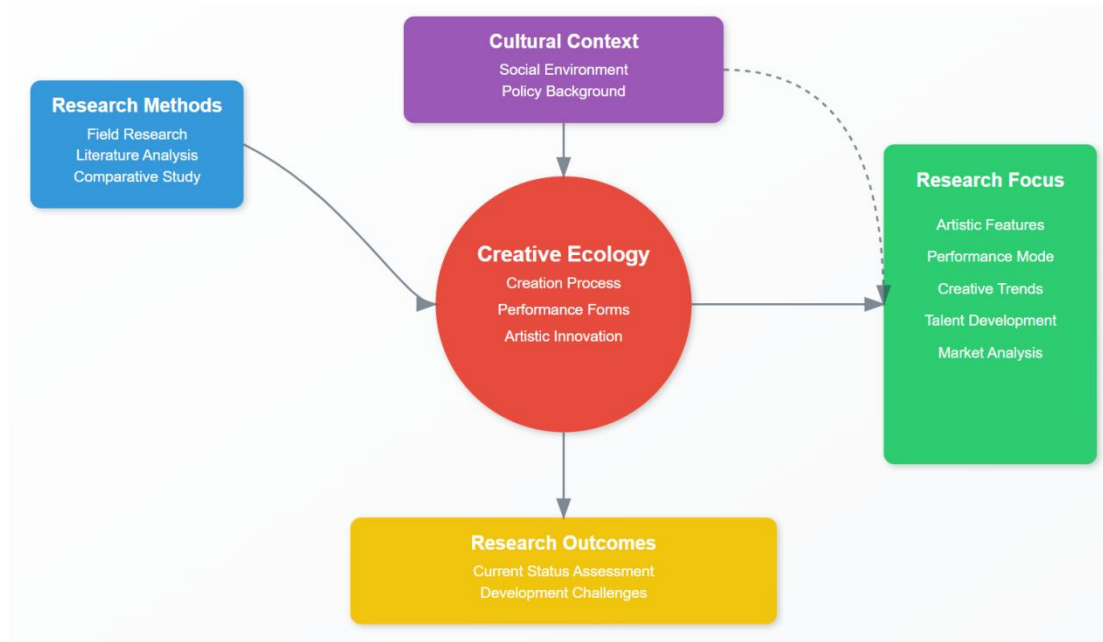 Cultural Context
Social Environment
Policy Background
Research Methods
Field Research
Literature Analysis
Comparative Study
Creative Ecology
Creation Process
Performance Forms
Artistic Innovation
Research Focus
Artistic Features
Performance Mode
Creative Trends
Talent Development
Market Analysis
Research Outcomes
Current Status Assessment
Development Challenges